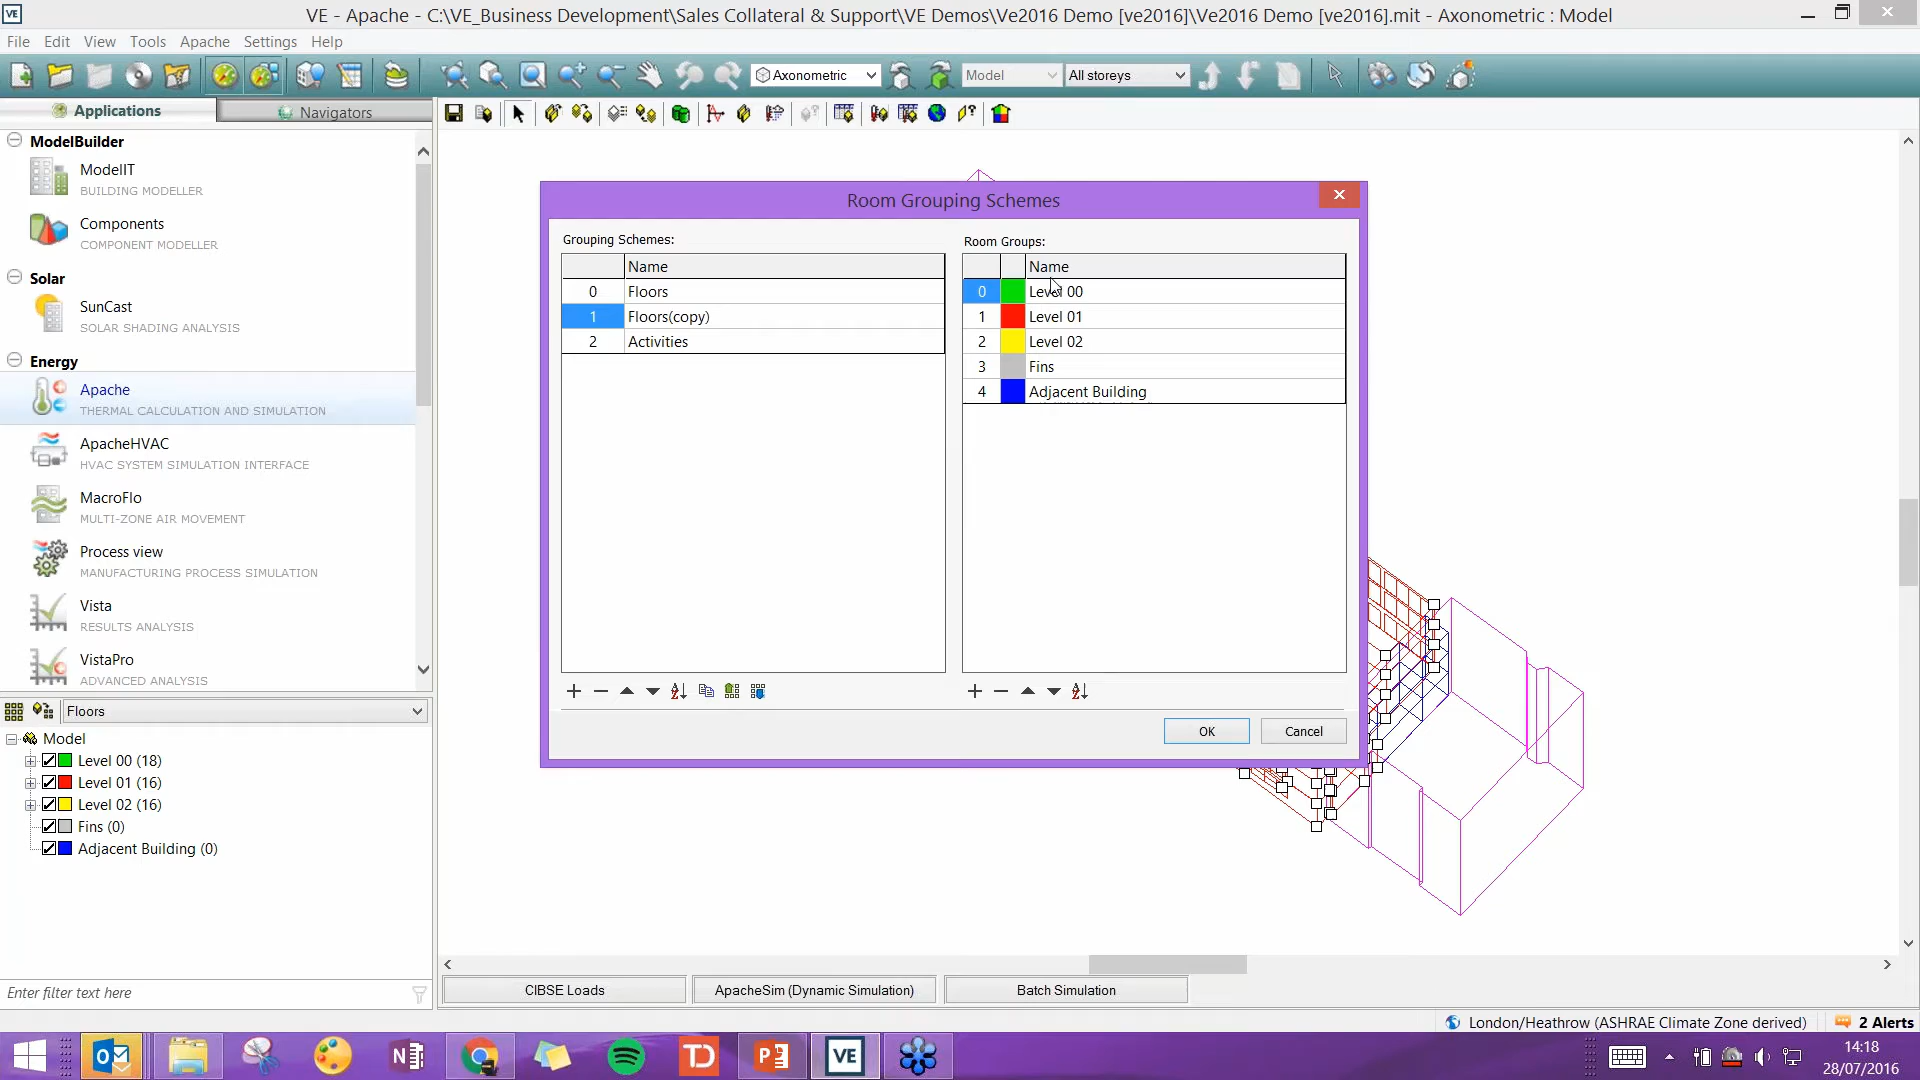 VE
VE - Apache - C:\VE_Business Development\Sales Collateral & Support\VE Demos\Ve2016 Demo [ve2016]\Ve2016 Demo [ve2016].mit - Axonometric : Model
File Edit View Tools Apache Settings Help
Axonometric Model All storeys
Applications Navigators
ModelBuilder
ModelIT
BUILDING MODELLER
Components
COMPONENT MODELLER
Solar
SunCast
SOLAR SHADING ANALYSIS
Energy
Apache
THERMAL CALCULATION AND SIMULATION
ApacheHVAC
HVAC SYSTEM SIMULATION INTERFACE
MacroFlo
MULTI-ZONE AIR MOVEMENT
Process view
MANUFACTURING PROCESS SIMULATION
Vista
RESULTS ANALYSIS
VistaPro
ADVANCED ANALYSIS
Floors
Model
Level 00 (18)
Level 01 (16)
Level 02 (16)
Fins (0)
Adjacent Building (0)
Enter filter text here
Room Grouping Schemes
Grouping Schemes:
Name
0 Floors
1 Floors(copy)
2 Activities
Room Groups:
Name
0 Level 00
1 Level 01
2 Level 02
3 Fins
4 Adjacent Building
OK Cancel
CIBSE Loads ApacheSim (Dynamic Simulation) Batch Simulation
London/Heathrow (ASHRAE Climate Zone derived) 2 Alerts
TD VE
14:18
28/07/2016